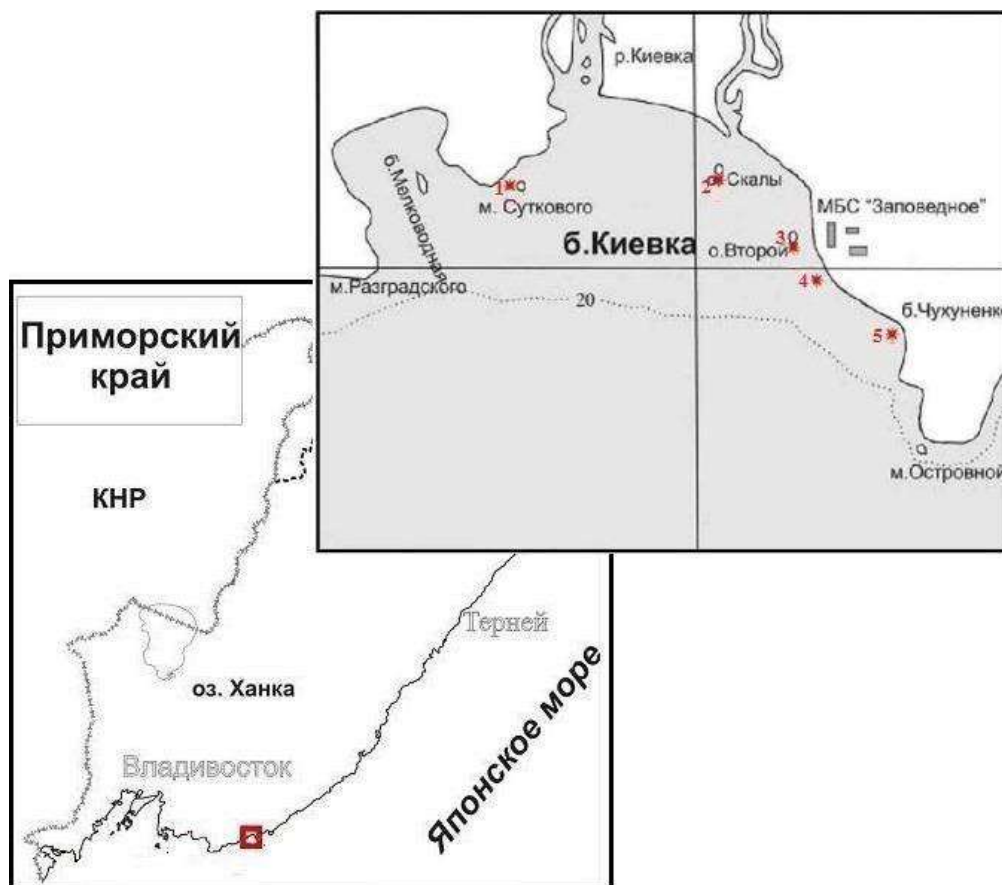 р.Киевка
б.Мелководная
1
м. Суткового
2
Скалы
МБС "Заповедное"
б.Киевка
3
о.Второй
м.Разградского
20
4
б.Чухуненко
5
м.Островной
Приморский
край
КНР
Терней
оз. Ханка
Владивосток
Японское море